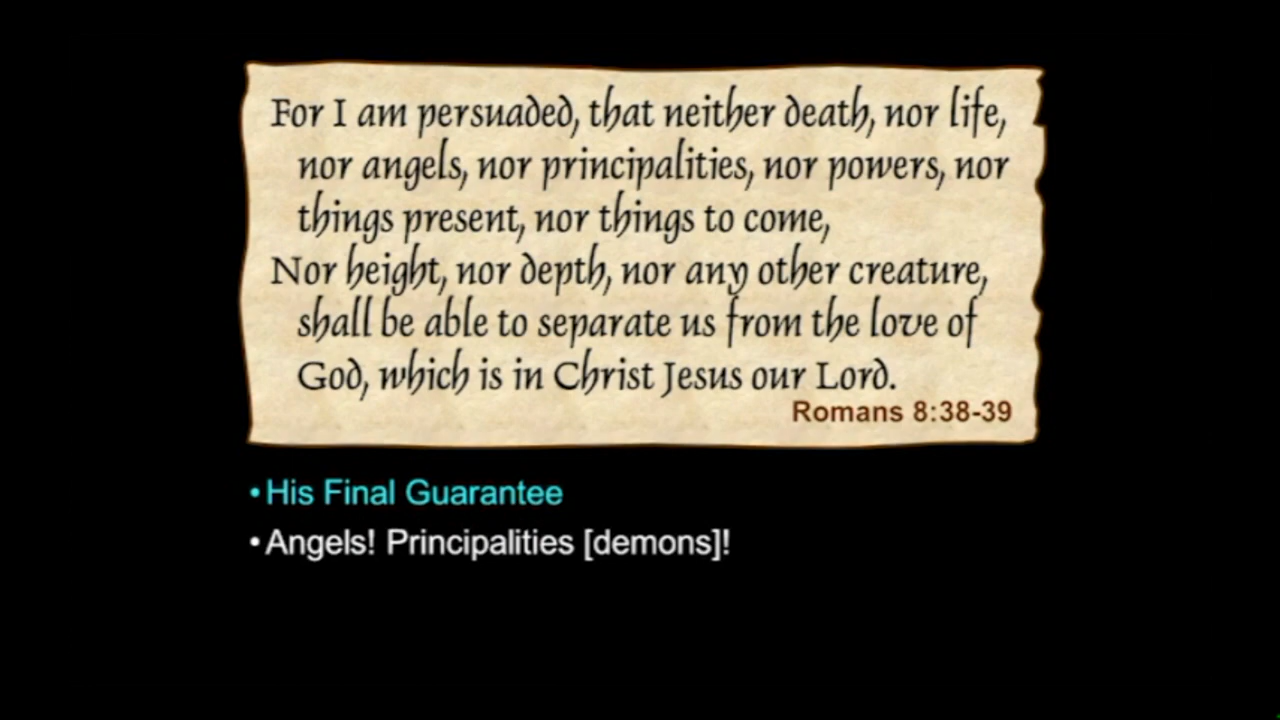 For I am persuaded, that neither death, nor life,
nor angels, nor principalities, nor powers, nor
things present, nor things to come,
Nor height, nor depth, nor any other creature,
shall be able to separate us from the love of
God, which is in Christ Jesus our Lord.
Romans 8:38-39
• His Final Guarantee
• Angels! Principalities [demons]!